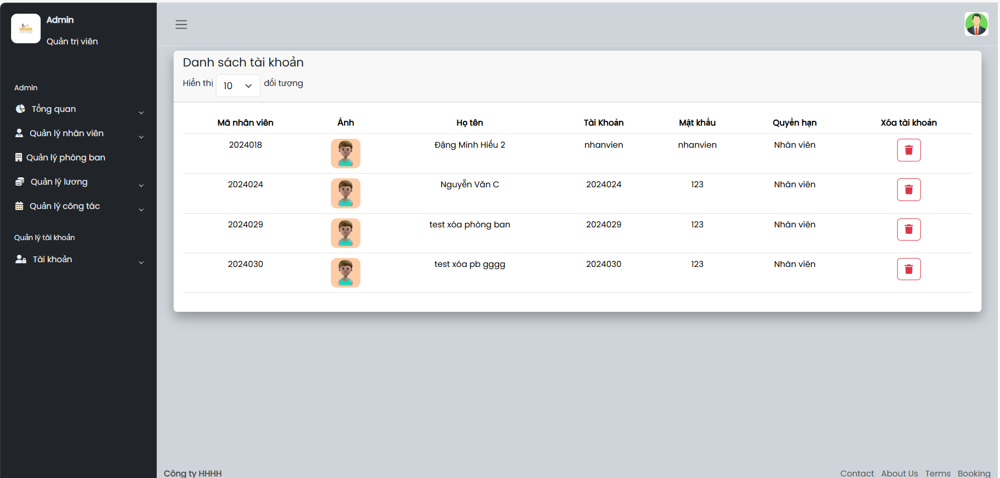 HHHH
Admin
Quản trị viên
Admin
Tổng quan
Quản lý nhân viên
Quản lý phòng ban
Quản lý lương
Quản lý công tác
Quản lý tài khoản
Tài khoản
Danh sách tài khoản
Hiển thị 10 đối tượng
Mã nhân viên Ảnh Họ tên Tài Khoản Mật khẩu Quyền hạn Xóa tài khoản
2024018 Đặng Minh Hiếu 2 nhanvien nhanvien Nhân viên
2024024 Nguyễn Văn C 2024024 123 Nhân viên
2024029 test xóa phòng ban 2024029 123 Nhân viên
2024030 test xóa pb gggg 2024030 123 Nhân viên
Công ty HHHH
Contact About Us Terms Booking